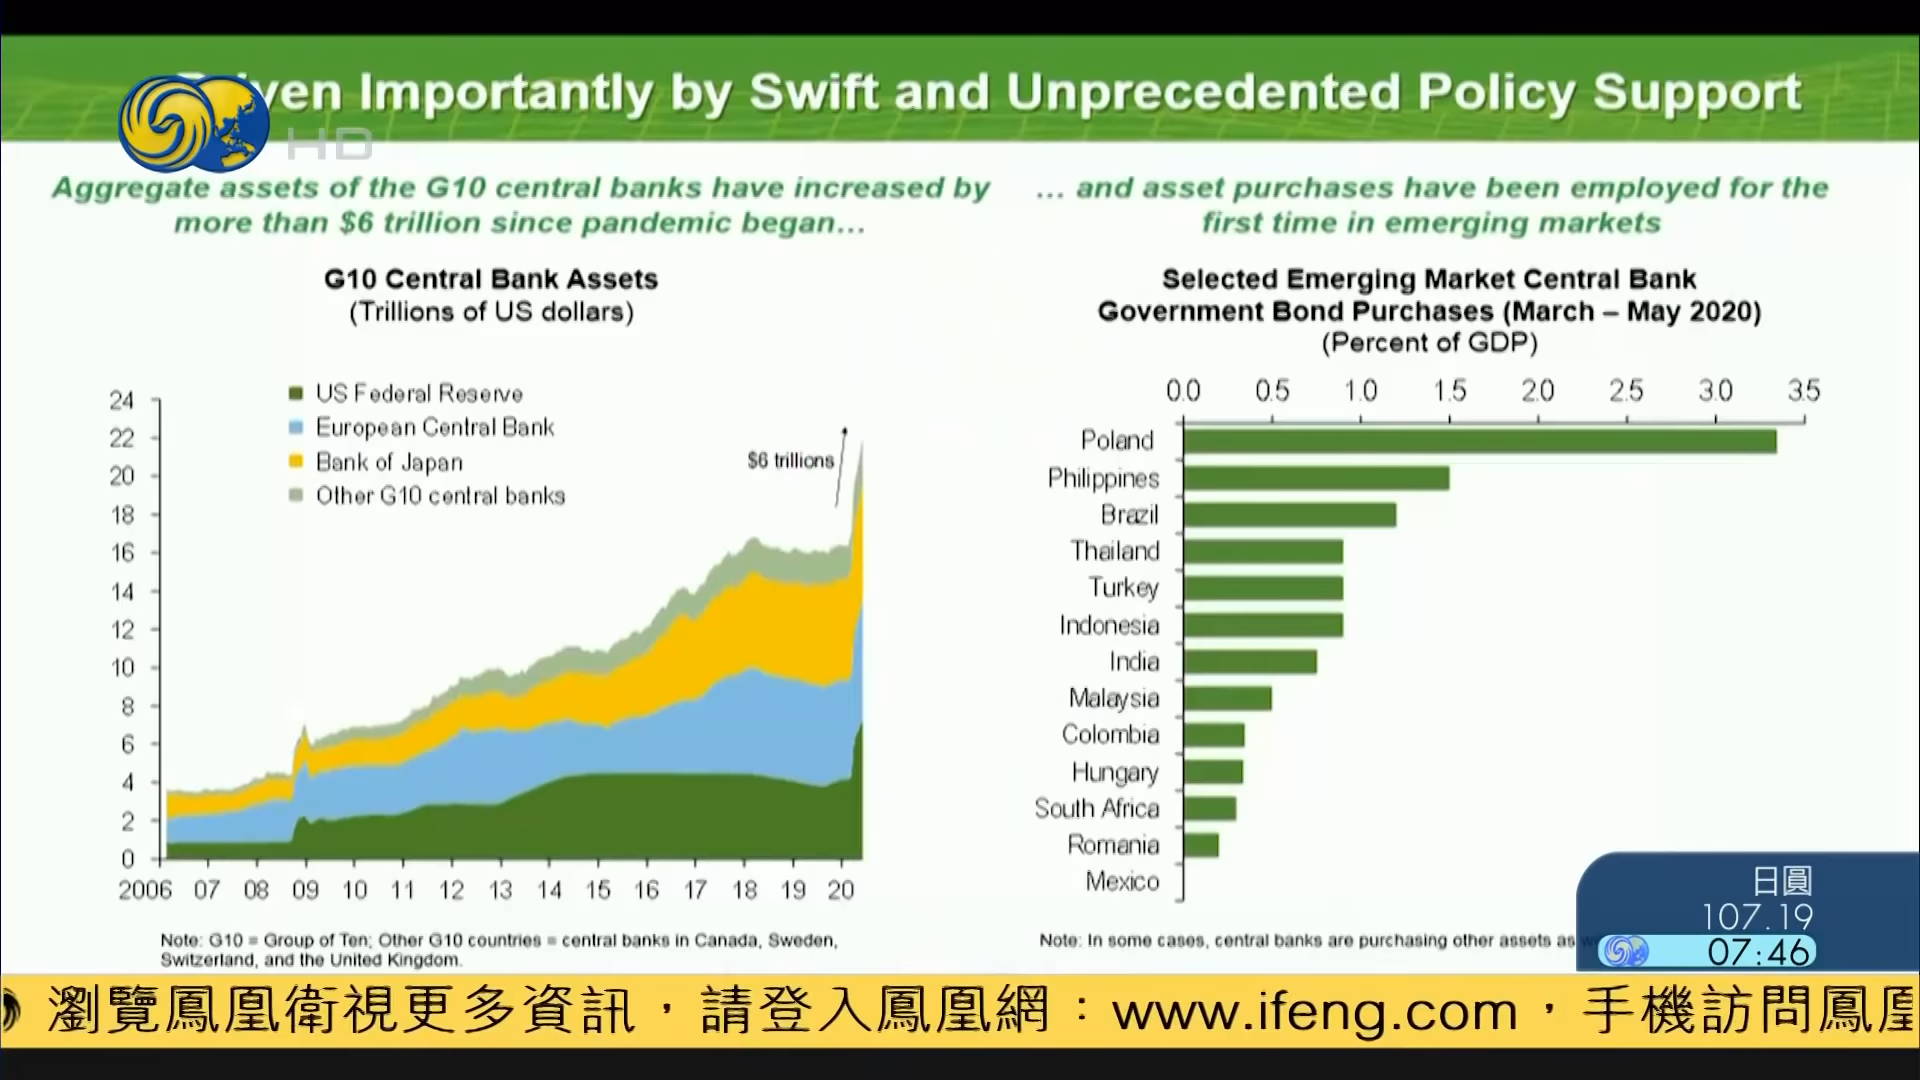 Driven Importantly by Swift and Unprecedented Policy Support
HD
Aggregate assets of the G10 central banks have increased by
more than $6 trillion since pandemic began...
... and asset purchases have been employed for the
first time in emerging markets
G10 Central Bank Assets
(Trillions of US dollars)
US Federal Reserve
European Central Bank
Bank of Japan
Other G10 central banks
$6 trillions
24
22
20
18
16
14
12
10
8
6
4
2
0
2006 07 08 09 10 11 12 13 14 15 16 17 18 19 20
Note: G10 = Group of Ten; Other G10 countries = central banks in Canada, Sweden,
Switzerland, and the United Kingdom.
Selected Emerging Market Central Bank
Government Bond Purchases (March – May 2020)
(Percent of GDP)
0.0 0.5 1.0 1.5 2.0 2.5 3.0 3.5
Poland
Philippines
Brazil
Thailand
Turkey
Indonesia
India
Malaysia
Colombia
Hungary
South Africa
Romania
Mexico
Note: In some cases, central banks are purchasing other assets as
日圓
107.19
07:46
瀏覽鳳凰衛視更多資訊，請登入鳳凰網：www.ifeng.com，手機訪問鳳凰